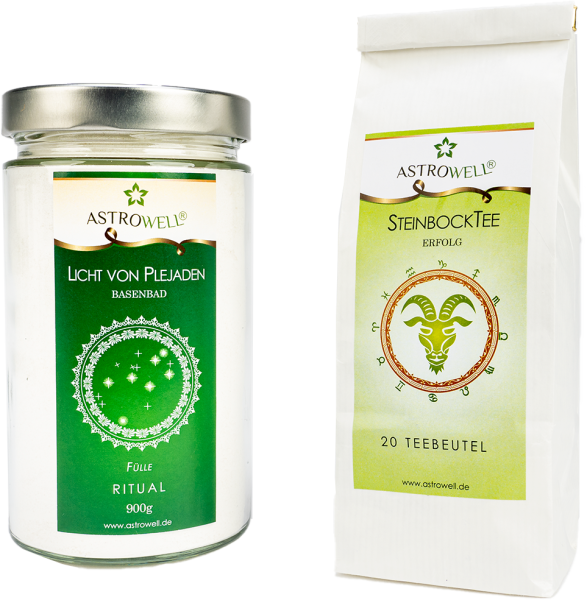 ASTROWELL®
LICHT VON PLEJADEN
BASENBAD
FÜLLE
RITUAL
900g
www.astrowell.de
ASTROWELL®
STEINBOCKTEE
ERFOLG
20 TEEBEUTEL
www.astrowell.de